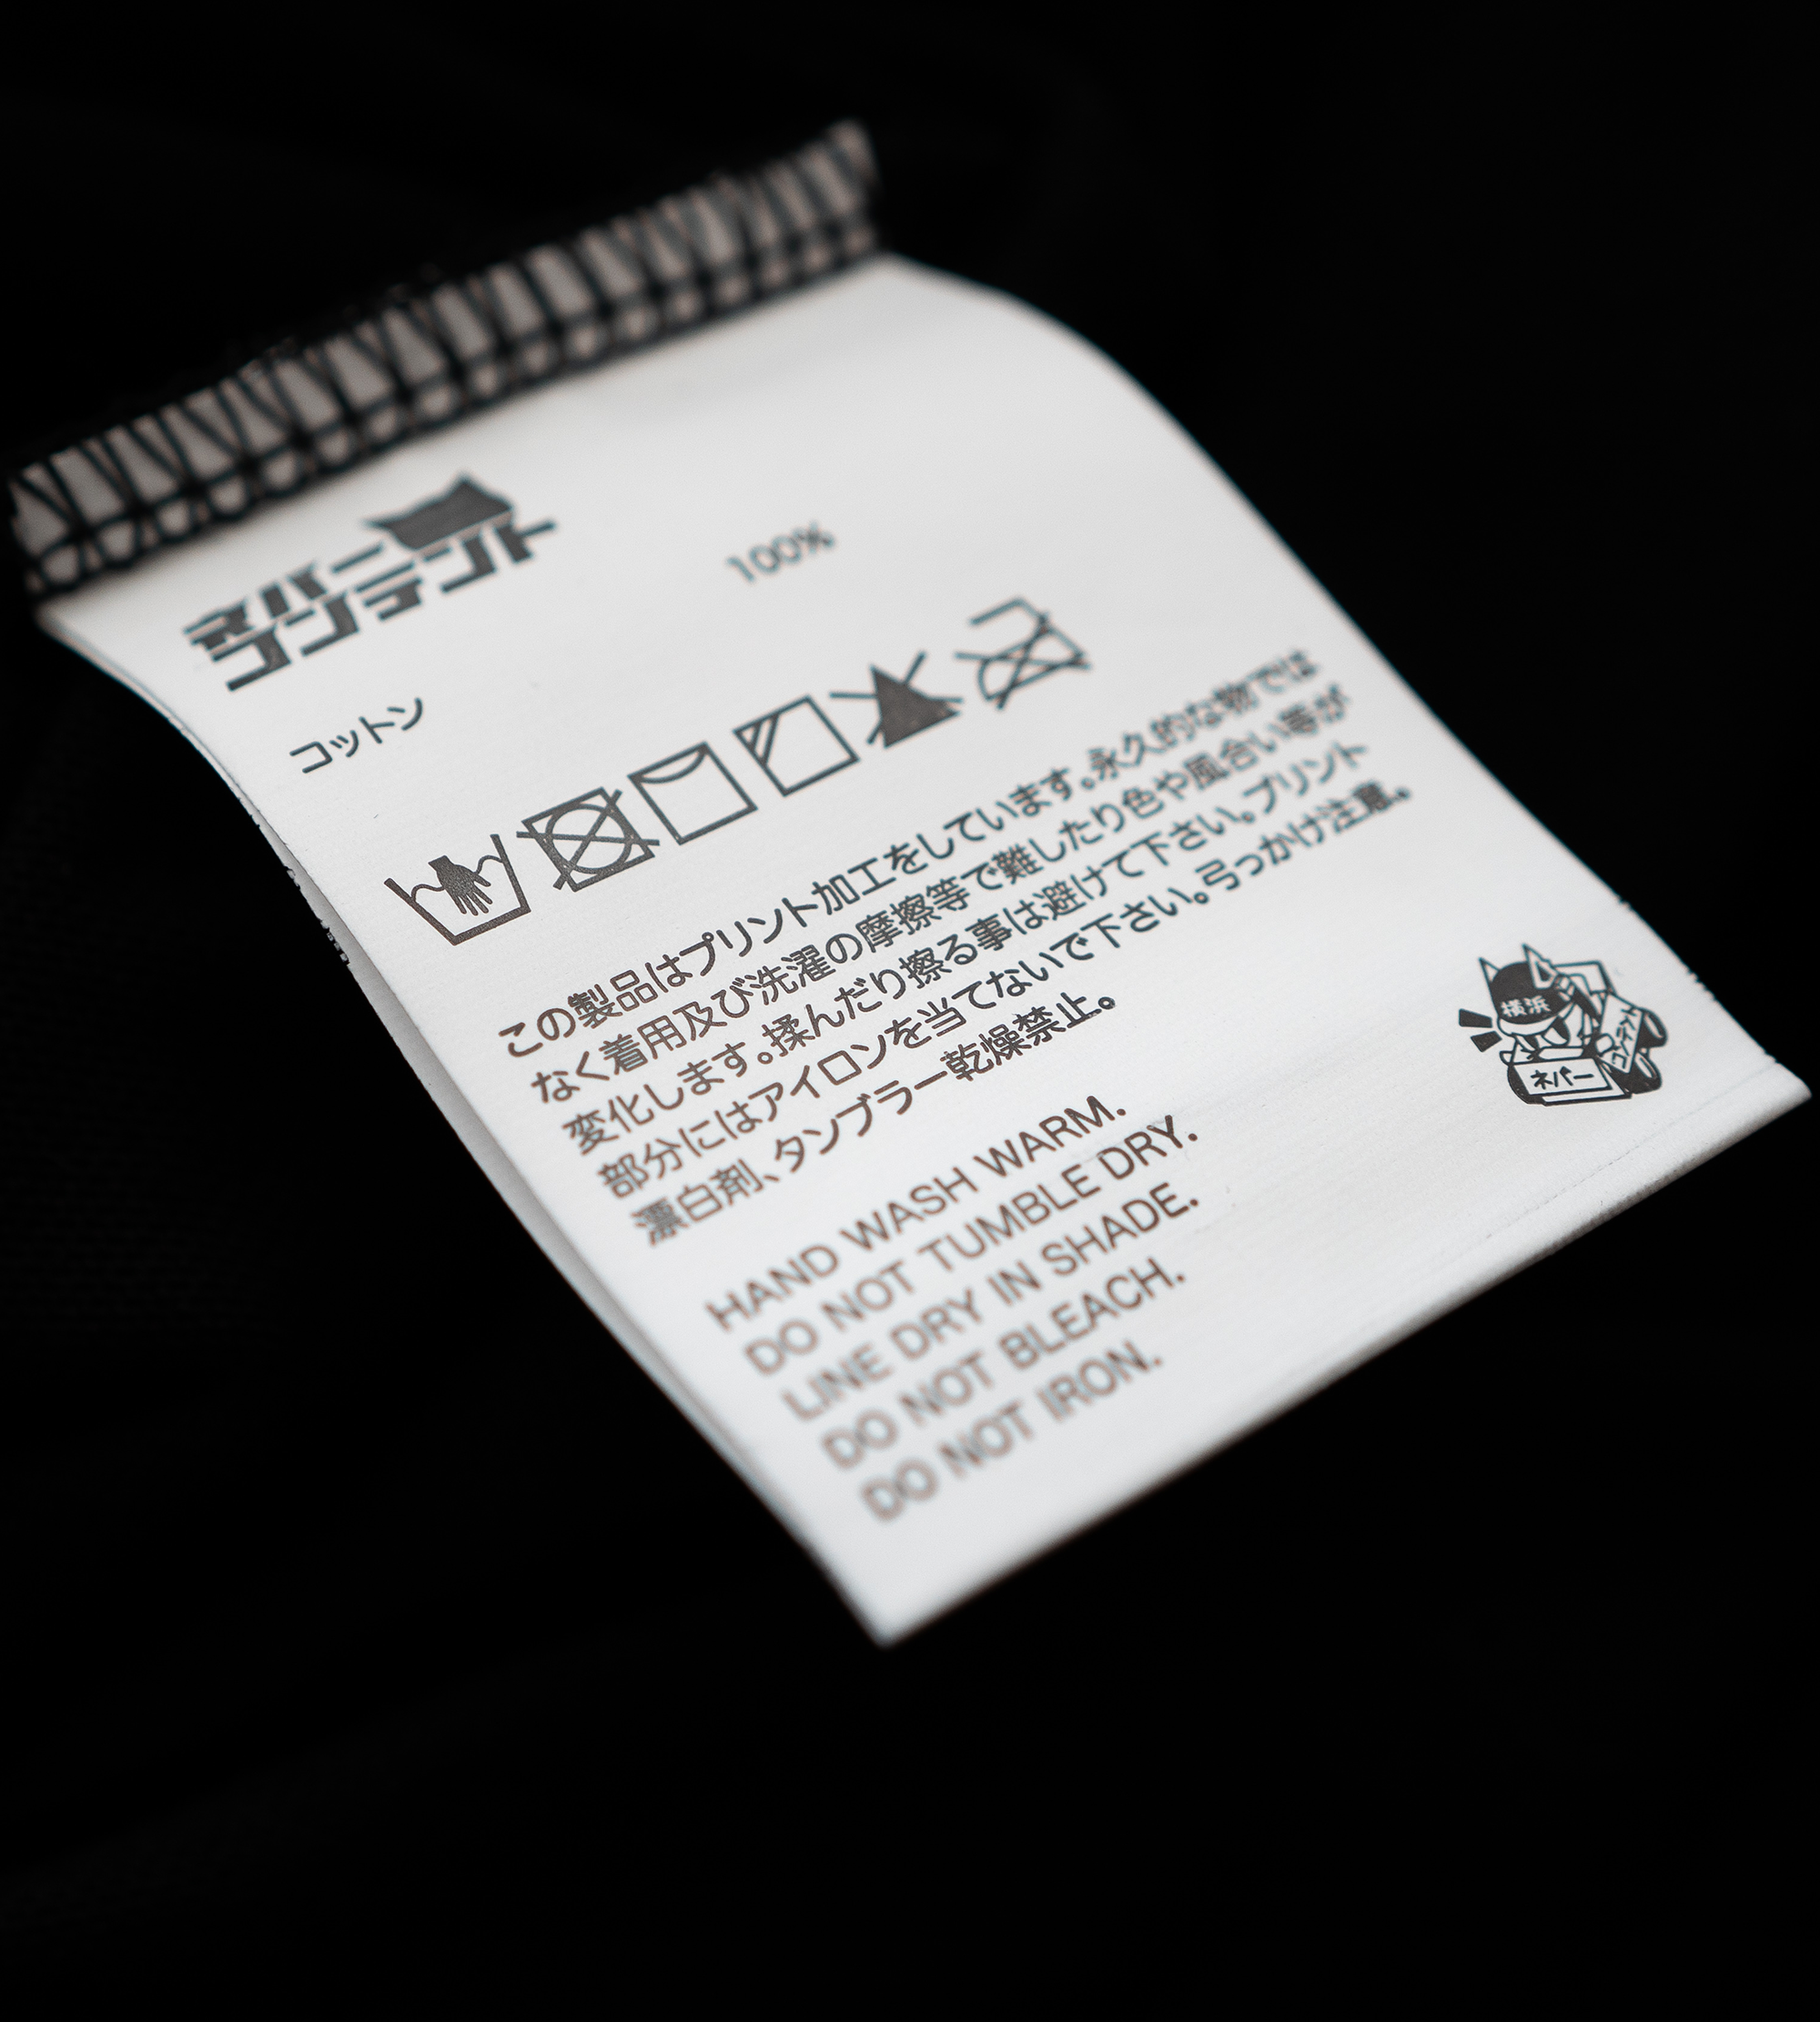 ネバー
コンテント
コットン 100%
この製品はプリント加工をしています。永久的な物では
なく着用及び洗濯の摩擦等で難したり色や風合い等が
変化します。揉んだり擦る事は避けて下さい。プリント
部分にはアイロンを当てないで下さい。弓っかけ注意。
漂白剤、タンブラー乾燥禁止。
HAND WASH WARM.
DO NOT TUMBLE DRY.
LINE DRY IN SHADE.
DO NOT BLEACH.
DO NOT IRON.
横浜
ネバー
コンテント